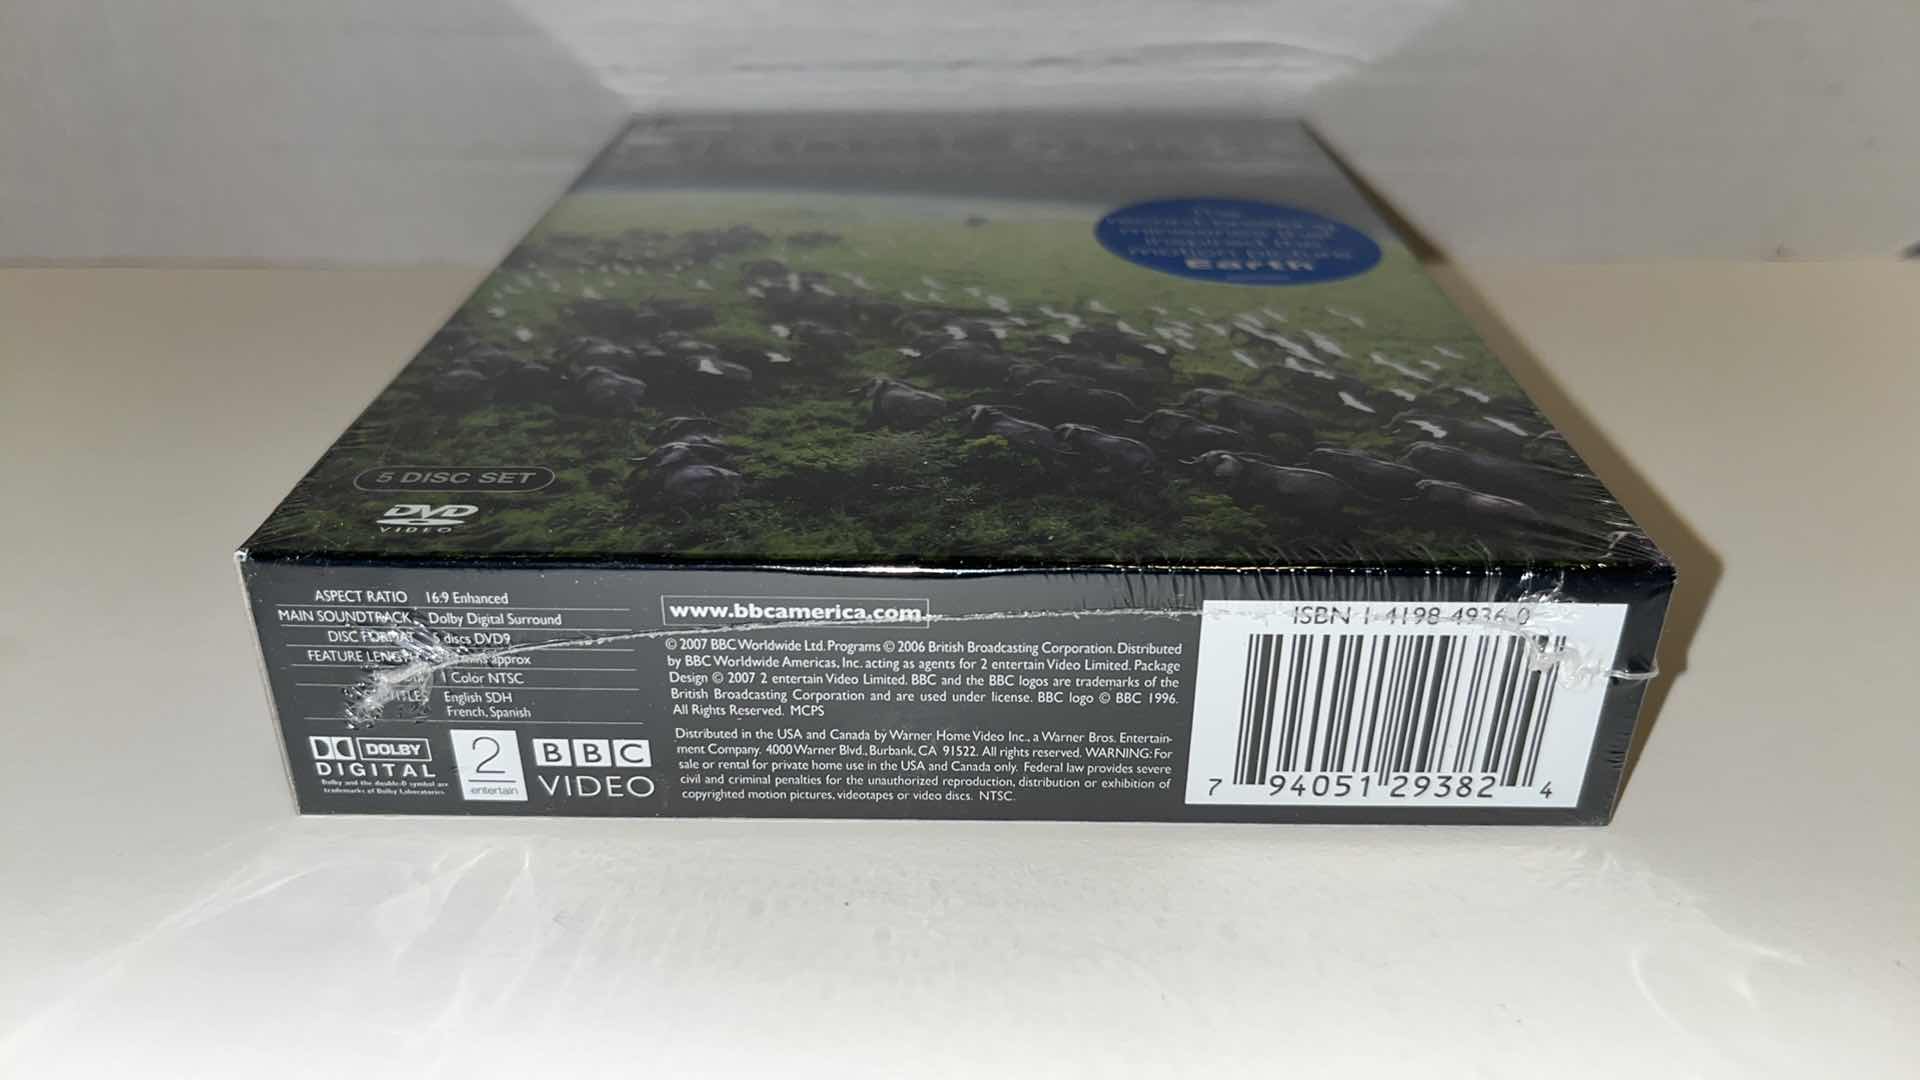 motion picture
Earth
5 DISC SET
DVD
VIDEO
ASPECT RATIO 16:9 Enhanced
MAIN SOUNDTRACK Dolby Digital Surround
DISC FORMAT 5 discs DVD9
FEATURE LENGTH approx
1 Color NTSC
English SDH
French, Spanish
DOLBY
DIGITAL
Dolby and the double-D symbol are
trademarks of Dolby Laboratories
2
entertain
BBC
VIDEO
www.bbcamerica.com
© 2007 BBC Worldwide Ltd. Programs © 2006 British Broadcasting Corporation. Distributed
by BBC Worldwide Americas, Inc. acting as agents for 2 entertain Video Limited. Package
Design © 2007 2 entertain Video Limited. BBC and the BBC logos are trademarks of the
British Broadcasting Corporation and are used under license. BBC logo © BBC 1996.
All Rights Reserved. MCPS
Distributed in the USA and Canada by Warner Home Video Inc., a Warner Bros. Entertain-
ment Company. 4000 Warner Blvd., Burbank, CA 91522. All rights reserved. WARNING: For
sale or rental for private home use in the USA and Canada only. Federal law provides severe
civil and criminal penalties for the unauthorized reproduction, distribution or exhibition of
copyrighted motion pictures, videotapes or video discs. NTSC.
ISBN 1-4198-4936-0
7 94051 29382 4